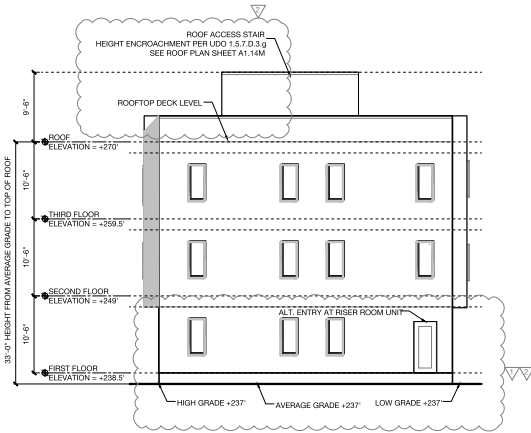 2
ROOF ACCESS STAIR
HEIGHT ENCROACHMENT PER UDO 1.5.7.D.3.g
SEE ROOF PLAN SHEET A1.14M
9'-6"
ROOFTOP DECK LEVEL
ROOF
ELEVATION = +270'
10'-6"
THIRD FLOOR
ELEVATION = +259.5'
10'-6"
SECOND FLOOR
ELEVATION = +249'
ALT. ENTRY AT RISER ROOM UNIT
10'-6"
FIRST FLOOR
ELEVATION = +238.5'
33'-0" HEIGHT FROM AVERAGE GRADE TO TOP OF ROOF
1 2
HIGH GRADE +237'
AVERAGE GRADE +237'
LOW GRADE +237'